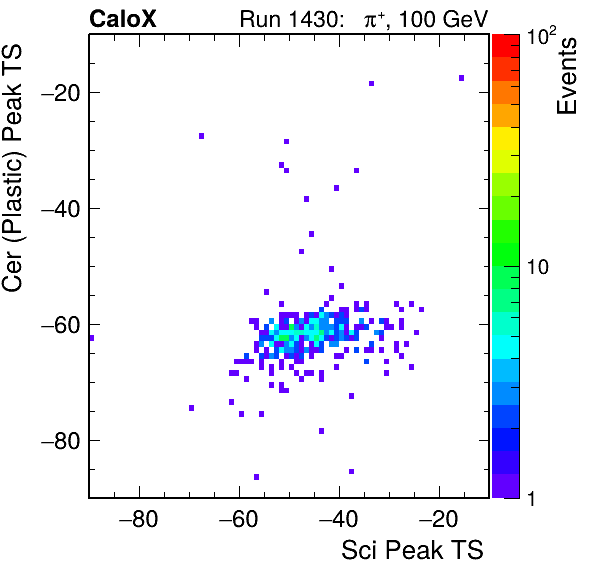 CaloX Run 1430: π+, 100 GeV
Cer (Plastic) Peak TS
−20
−40
−60
−80
−80 −60 −40 −20
Sci Peak TS
10²
10
1
Events